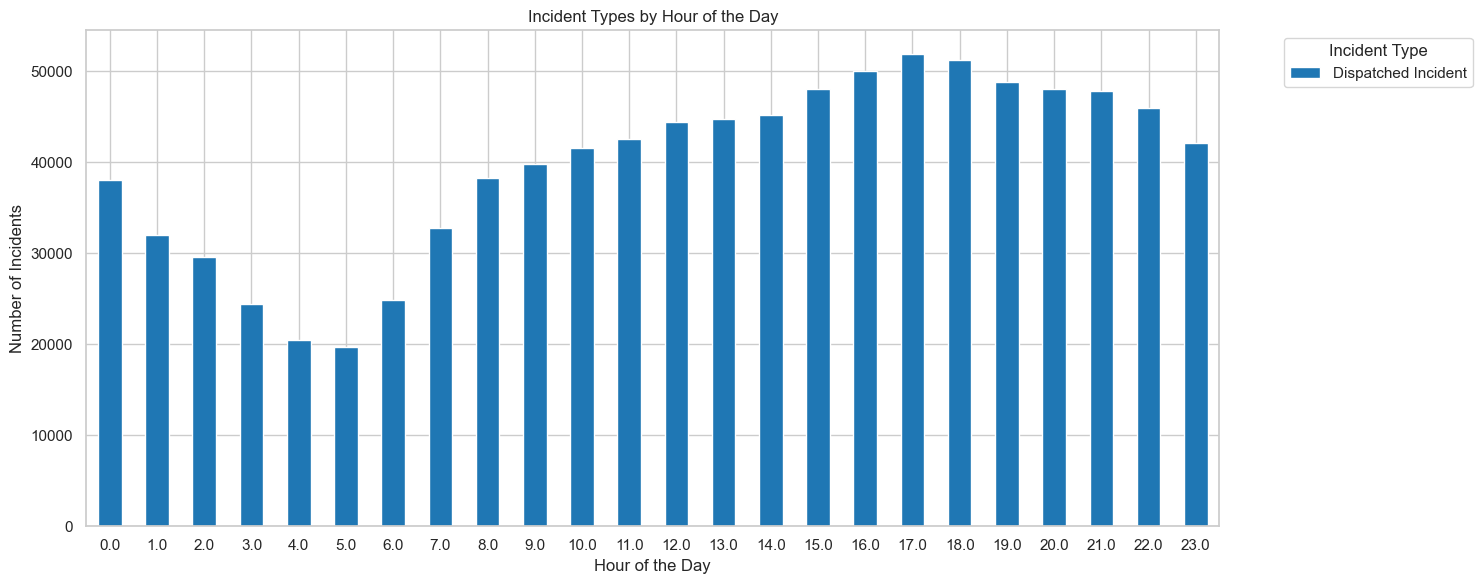 Incident Types by Hour of the Day
Incident Type
Dispatched Incident
Number of Incidents
50000
40000
30000
20000
10000
0
0.0 1.0 2.0 3.0 4.0 5.0 6.0 7.0 8.0 9.0 10.0 11.0 12.0 13.0 14.0 15.0 16.0 17.0 18.0 19.0 20.0 21.0 22.0 23.0
Hour of the Day